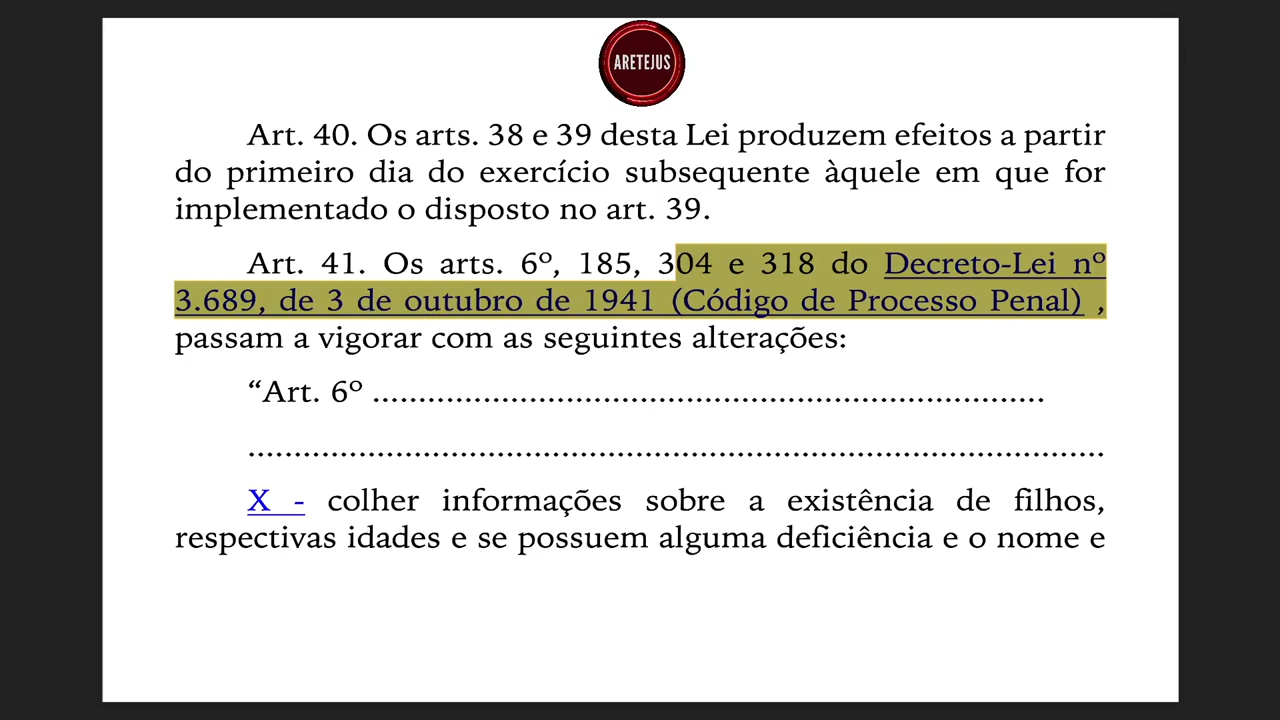 ARETEJUS
Art. 40. Os arts. 38 e 39 desta Lei produzem efeitos a partir
do primeiro dia do exercício subsequente àquele em que for
implementado o disposto no art. 39.
Art. 41. Os arts. 6º, 185, 304 e 318 do Decreto-Lei nº
3.689, de 3 de outubro de 1941 (Código de Processo Penal) ,
passam a vigorar com as seguintes alterações:
“Art. 6º .........................................................................
.............................................................................................
X - colher informações sobre a existência de filhos,
respectivas idades e se possuem alguma deficiência e o nome e